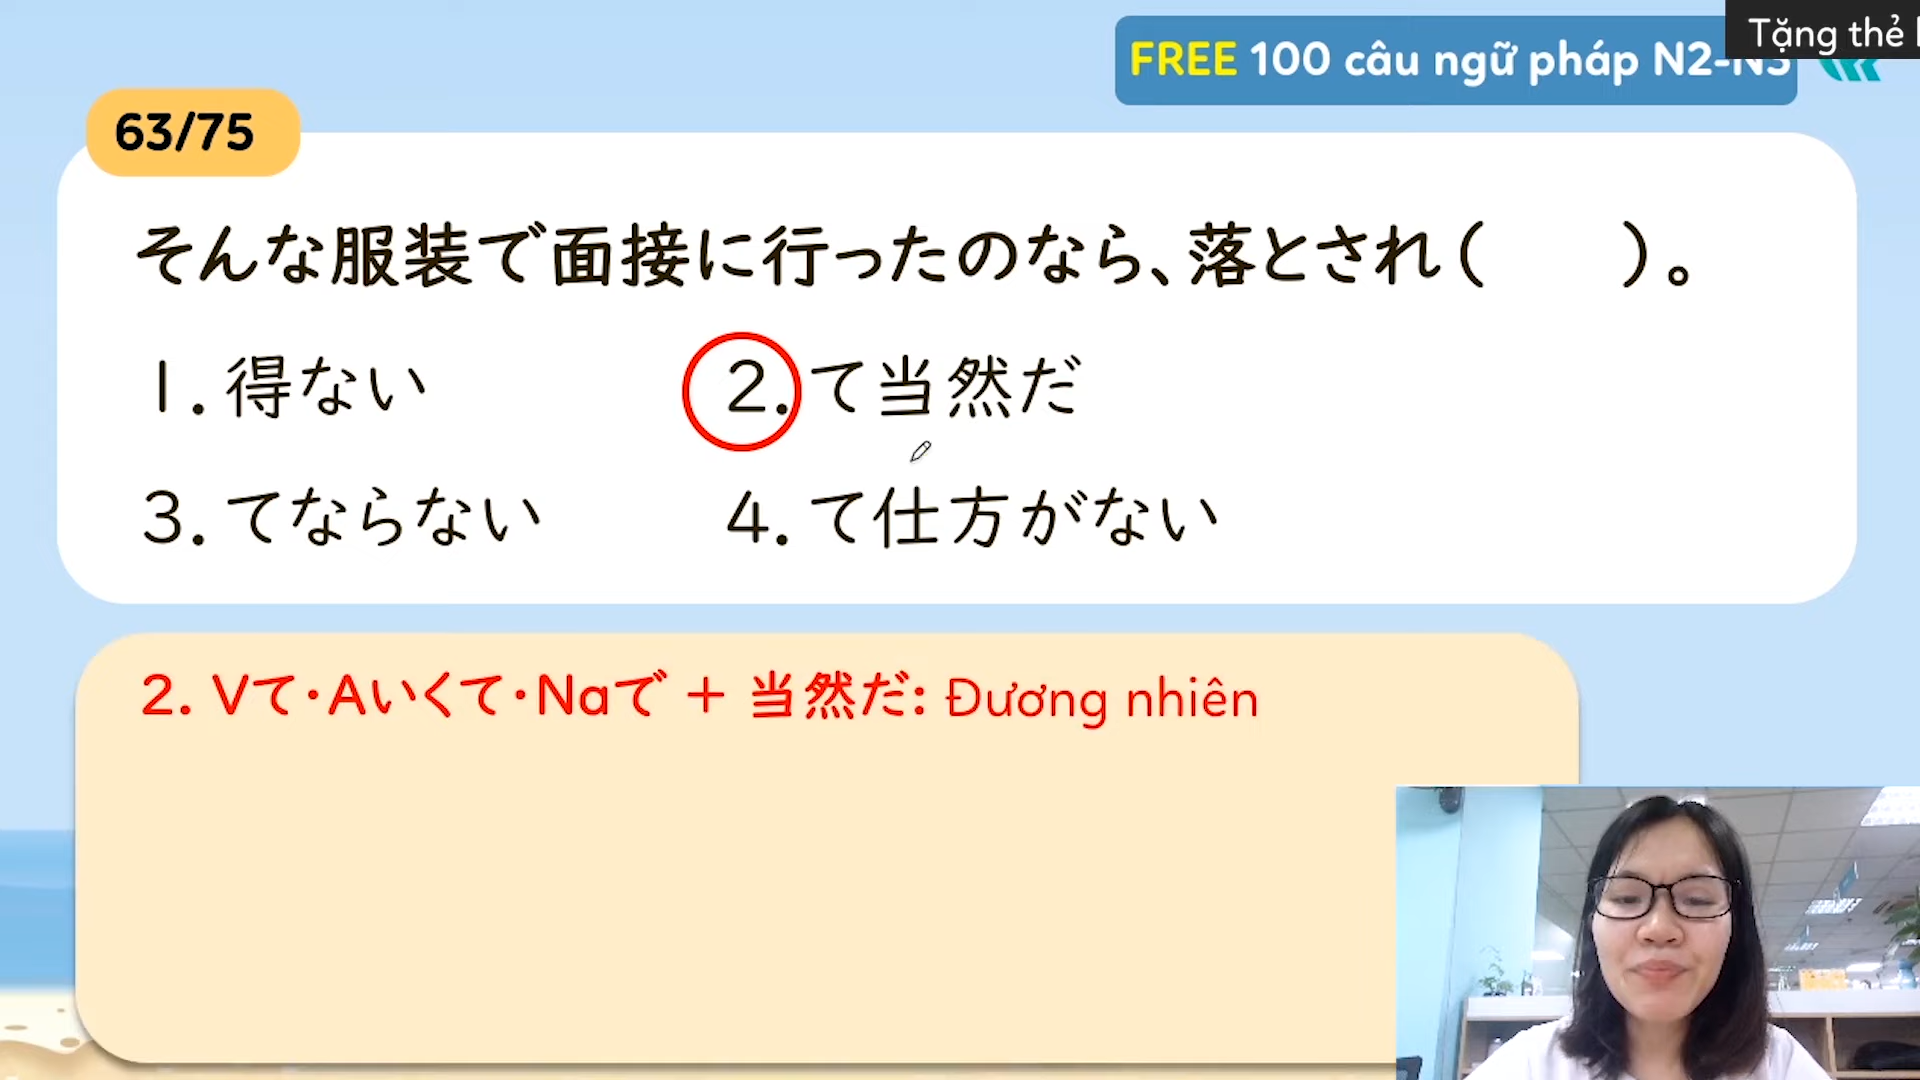 Tặng thẻ
FREE 100 câu ngữ pháp N2-N3
63/75
そんな服装で面接に行ったのなら、落とされ(　　)。
1. 得ない
2. て当然だ
3. てならない
4. て仕方がない
2. Vて・Aいくて・Naで + 当然だ: Đương nhiên